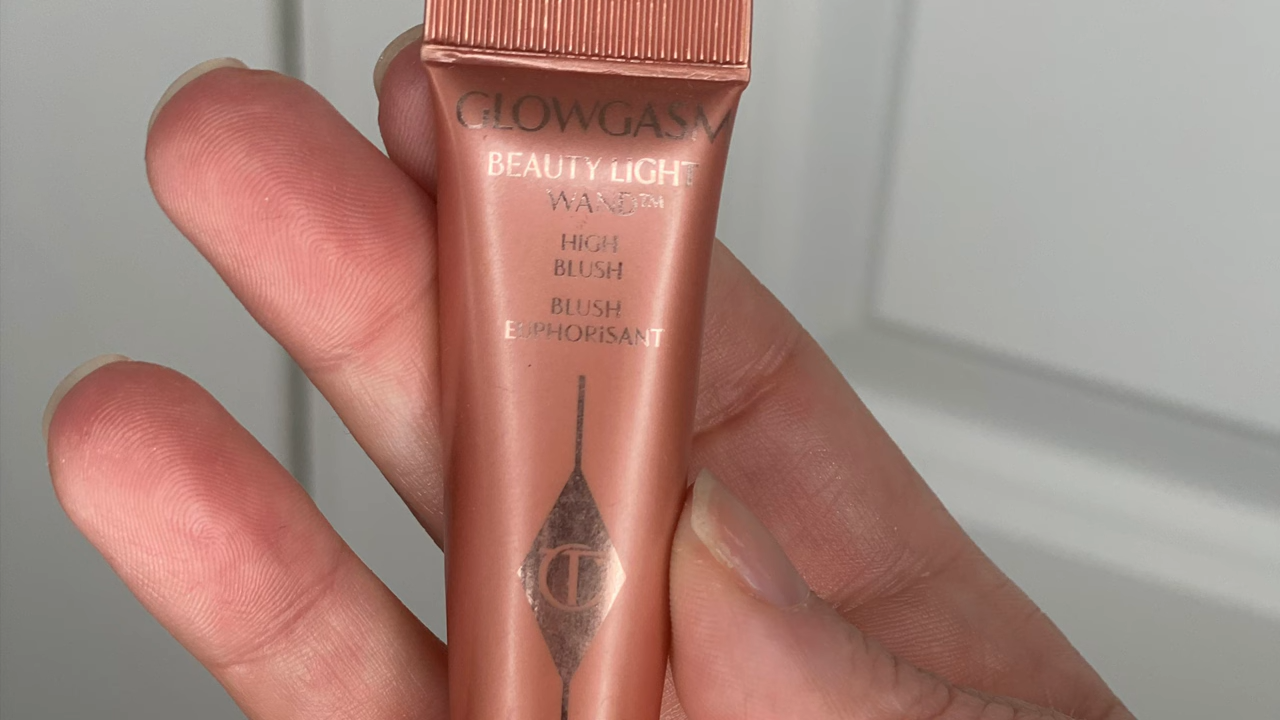 GLOWGASM
BEAUTY LIGHT
WAND™
HIGH
BLUSH
BLUSH
EUPHORiSANT
CT